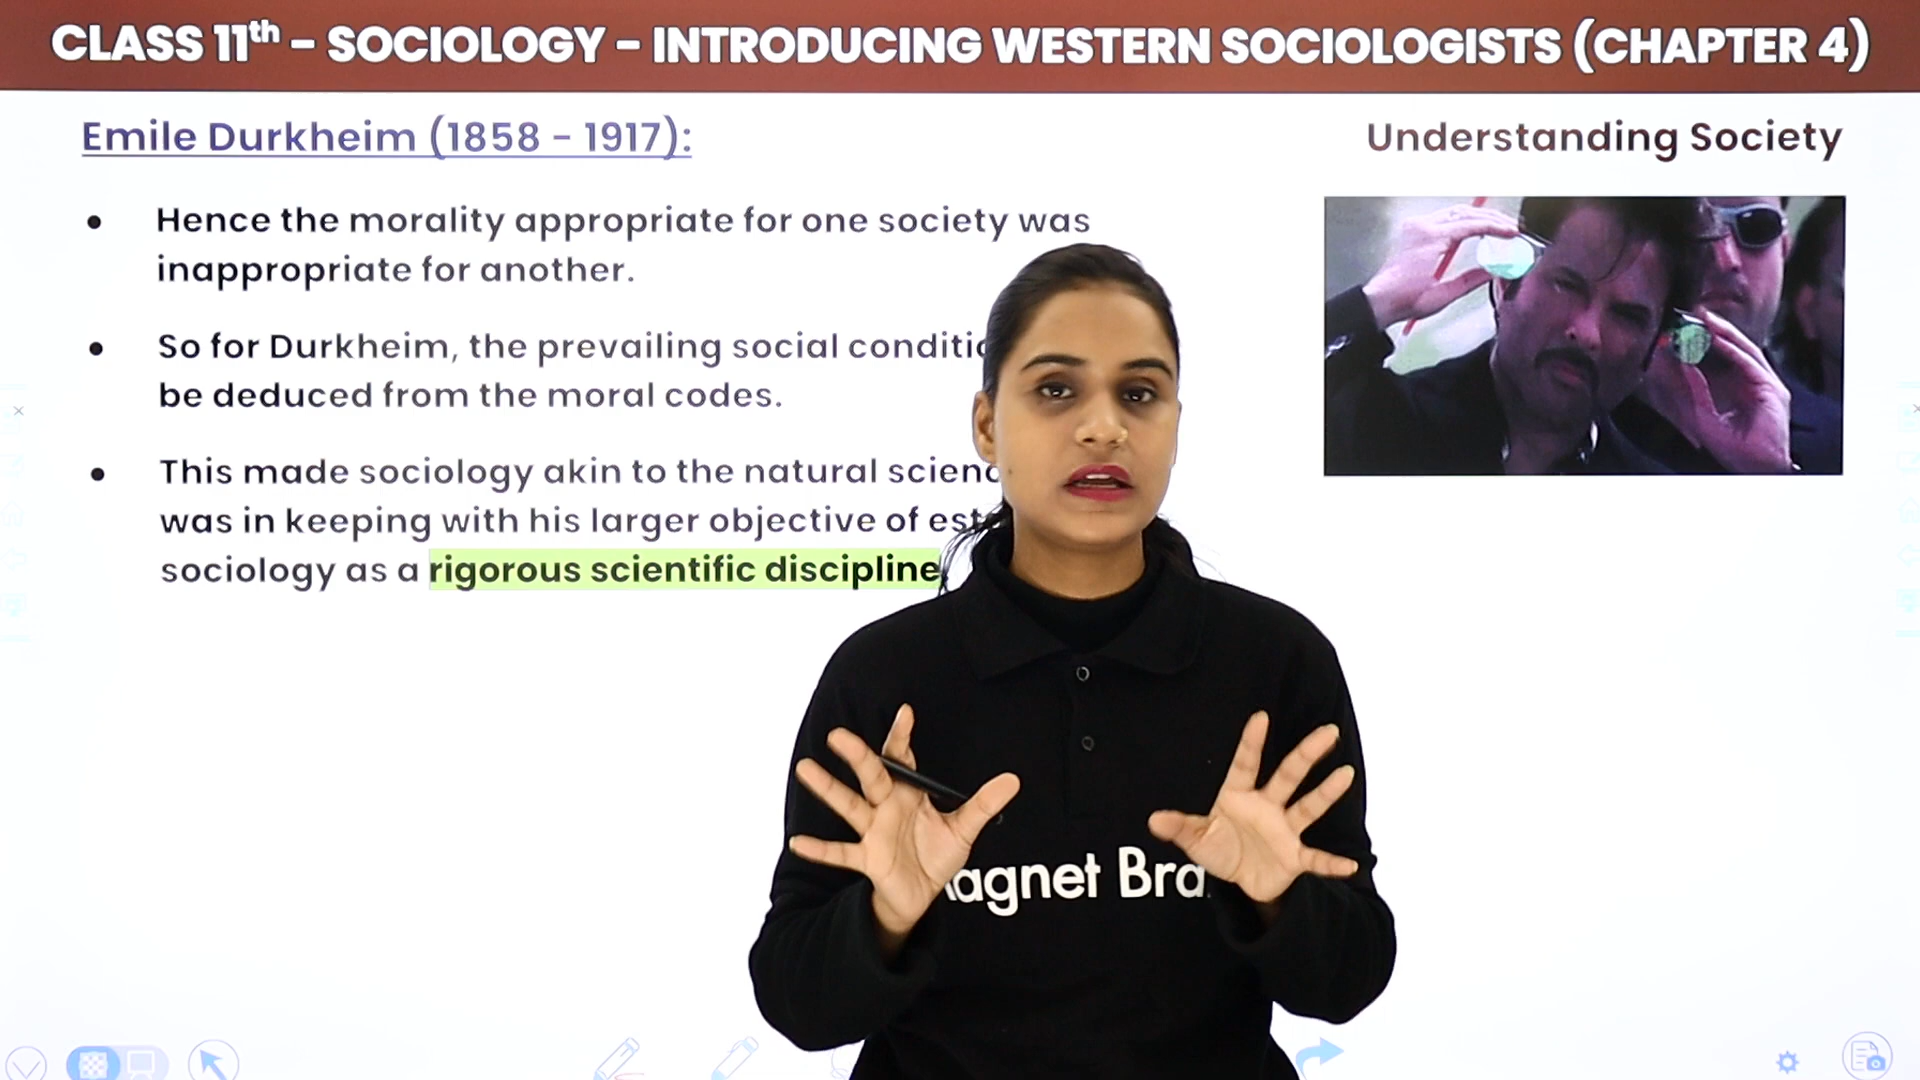 CLASS 11th – SOCIOLOGY – INTRODUCING WESTERN SOCIOLOGISTS (CHAPTER 4)
Emile Durkheim (1858 - 1917):
Understanding Society
• Hence the morality appropriate for one society was
inappropriate for another.
• So for Durkheim, the prevailing social
be deduced from the moral codes.
• This made sociology akin to the natural
was in keeping with his larger objective of
sociology as a rigorous scientific discipline.